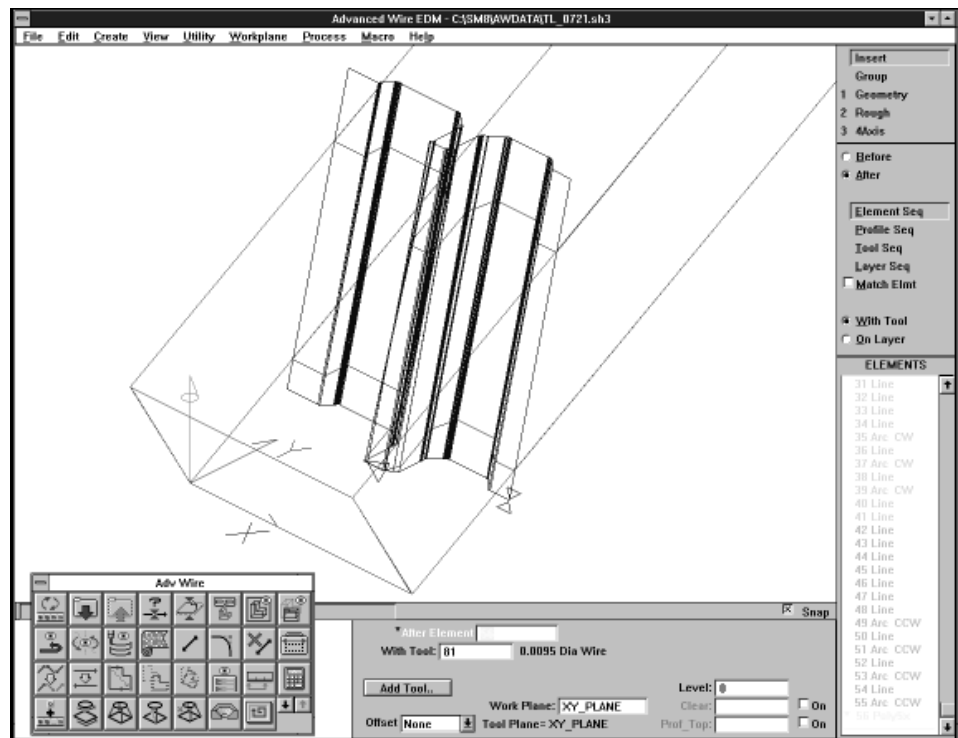 Advanced Wire EDM - C:\SM8\AWDATA\TL_0721.sh3
File Edit Create View Utility Workplane Process Macro Help
Insert
Group
1 Geometry
2 Rough
3 4Axis
Before
After
Element Seq
Profile Seq
Tool Seq
Layer Seq
Match Elmt
With Tool
On Layer
ELEMENTS
31 Line
32 Line
33 Line
34 Line
35 Arc CW
36 Line
37 Arc CW
38 Line
39 Arc CW
40 Line
41 Line
42 Line
43 Line
44 Line
45 Line
46 Line
47 Line
48 Line
49 Arc CCW
50 Line
51 Arc CCW
52 Line
53 Arc CCW
54 Line
55 Arc CCW
* 56 PolySx
Y
X
Adv Wire
Snap
*After Element
With Tool: 81 0.0095 Dia Wire
Add Tool.. Level: 0
Work Plane: XY_PLANE Clear: On
Offset None Tool Plane= XY_PLANE Prof_Top: On